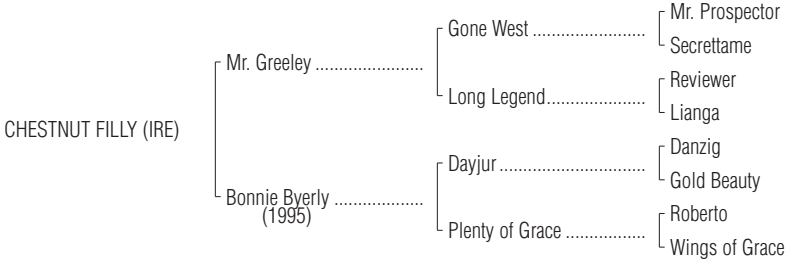 Mr. Prospector
Gone West ........................
Secrettame
Mr. Greeley .......................
Reviewer
Long Legend.....................
Lianga
CHESTNUT FILLY (IRE)
Danzig
Dayjur ...............................
Gold Beauty
Bonnie Byerly ...................
(1995)
Roberto
Plenty of Grace .................
Wings of Grace